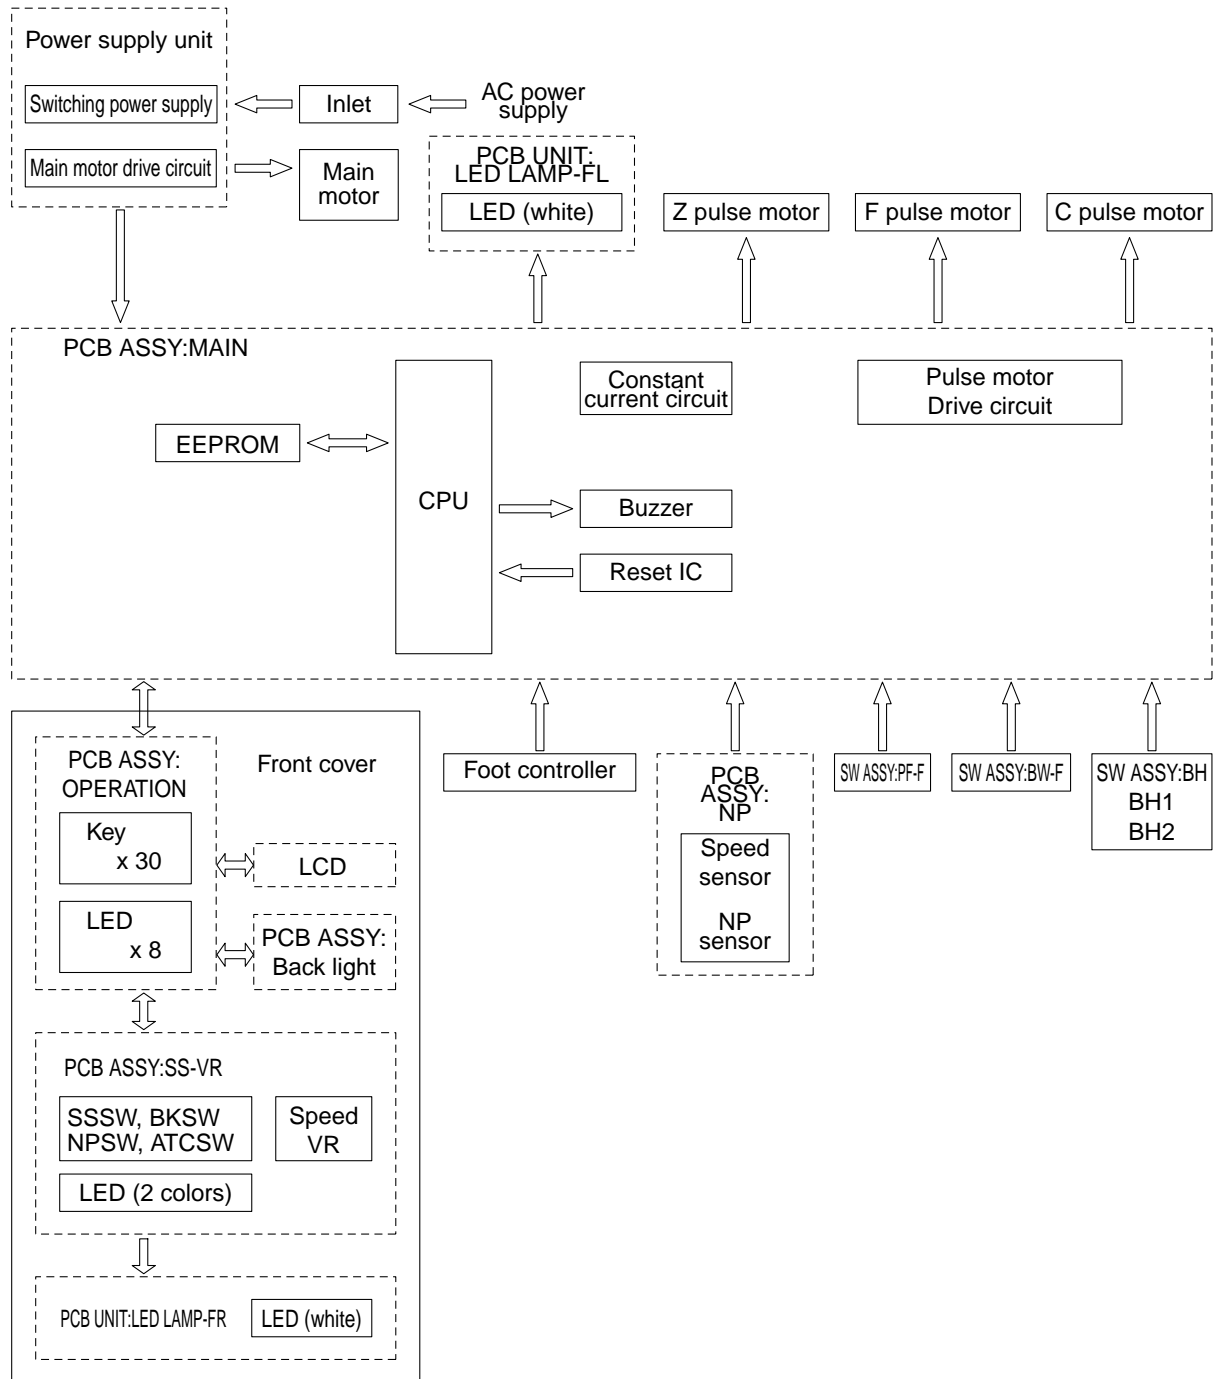 Power supply unit
Switching power supply
Inlet
AC power
supply
Main motor drive circuit
Main
motor
PCB UNIT:
LED LAMP-FL
LED (white)
Z pulse motor
F pulse motor
C pulse motor
PCB ASSY:MAIN
Constant
current circuit
Pulse motor
Drive circuit
EEPROM
CPU
Buzzer
Reset IC
PCB ASSY:
OPERATION
Front cover
Key
x 30
LCD
LED
x 8
PCB ASSY:
Back light
Foot controller
PCB
ASSY:
NP
Speed
sensor
NP
sensor
SW ASSY:PF-F
SW ASSY:BW-F
SW ASSY:BH
BH1
BH2
PCB ASSY:SS-VR
SSSW, BKSW
NPSW, ATCSW
Speed
VR
LED (2 colors)
PCB UNIT:LED LAMP-FR
LED (white)